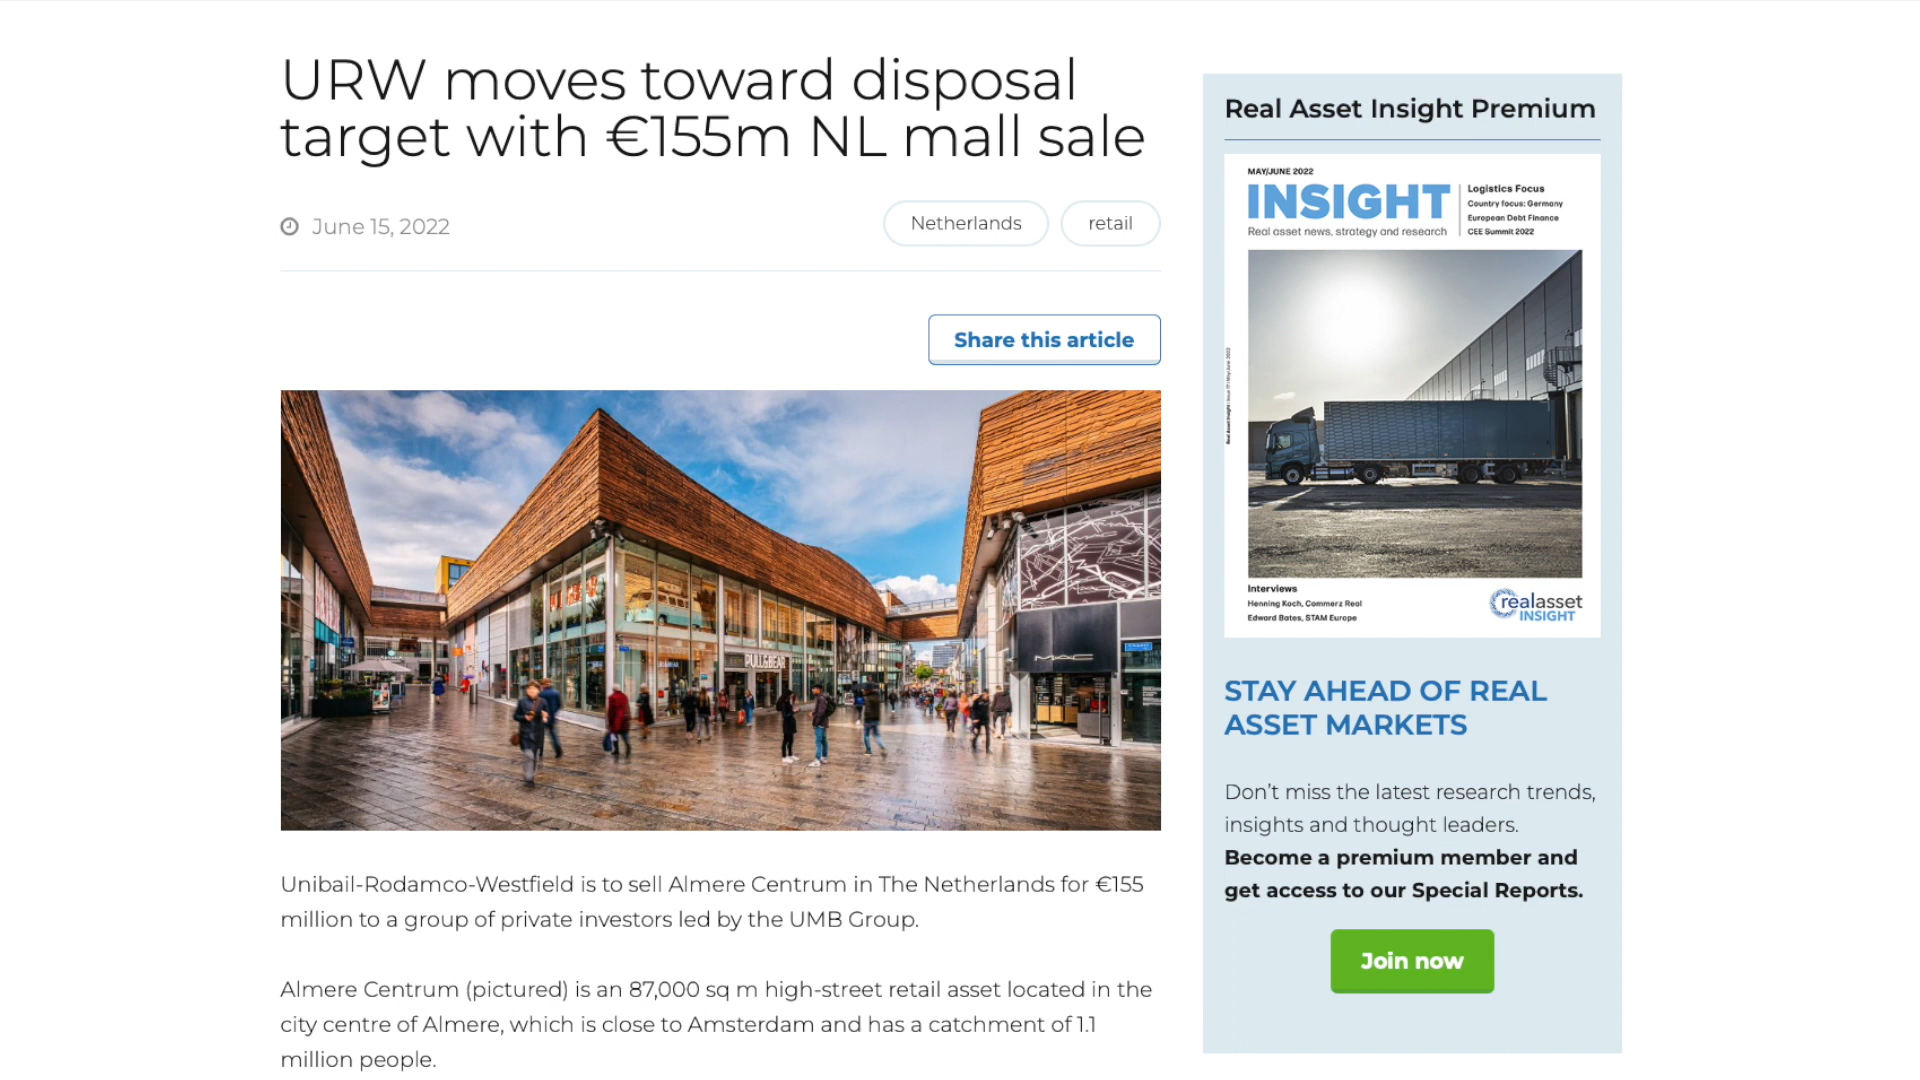 URW moves toward disposal
target with €155m NL mall sale
June 15, 2022
Netherlands
retail
Share this article
PULL&BEAR
MAC
Unibail-Rodamco-Westfield is to sell Almere Centrum in The Netherlands for €155
million to a group of private investors led by the UMB Group.
Almere Centrum (pictured) is an 87,000 sq m high-street retail asset located in the
city centre of Almere, which is close to Amsterdam and has a catchment of 1.1
million people.
Real Asset Insight Premium
MAY/JUNE 2022
INSIGHT
Real asset news, strategy and research
Logistics Focus
Country focus: Germany
European Debt Finance
CEE Summit 2022
Interviews
Henning Koch, Commerz Real
Edward Bates, STAM Europe
realasset
INSIGHT
STAY AHEAD OF REAL
ASSET MARKETS
Don't miss the latest research trends,
insights and thought leaders.
Become a premium member and
get access to our Special Reports.
Join now